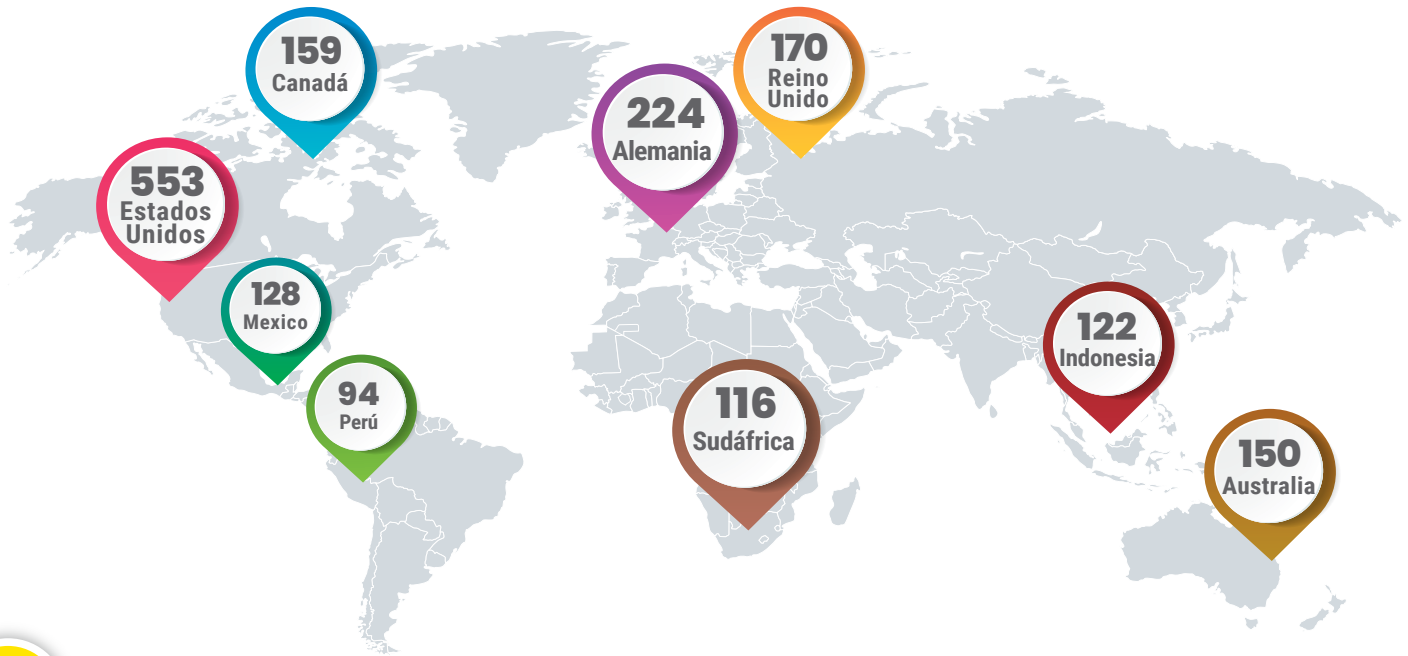 159
Canadá
170
Reino
Unido
224
Alemania
553
Estados
Unidos
128
Mexico
122
Indonesia
94
Perú
116
Sudáfrica
150
Australia